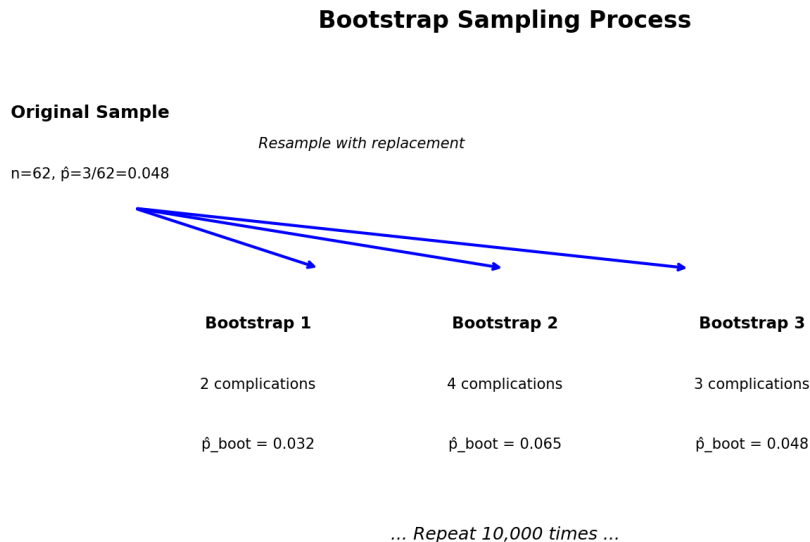 Bootstrap Sampling Process
Original Sample
Resample with replacement
n=62, p̂=3/62=0.048
Bootstrap 1
Bootstrap 2
Bootstrap 3
2 complications
4 complications
3 complications
p̂_boot = 0.032
p̂_boot = 0.065
p̂_boot = 0.048
... Repeat 10,000 times ...